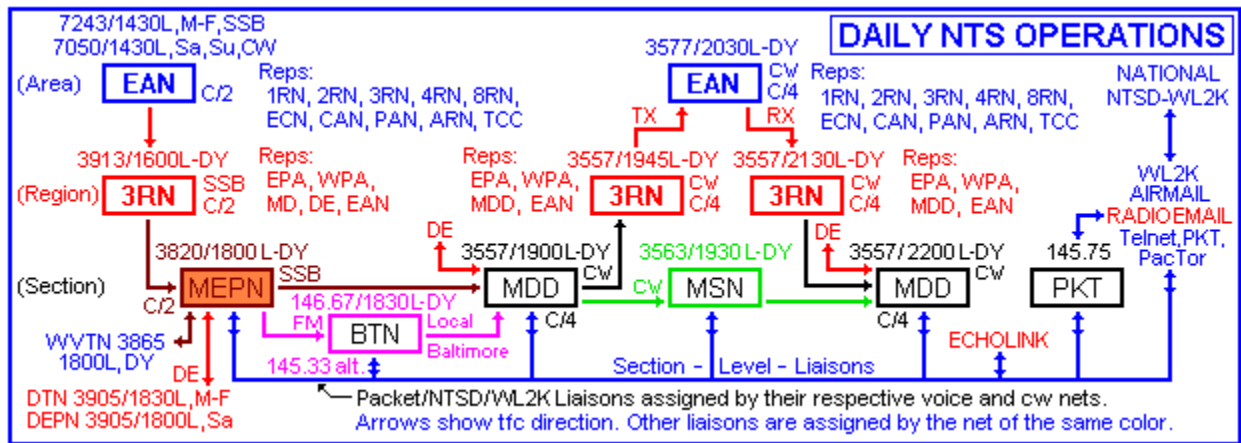 7243/1430L,M-F,SSB
7050/1430L,Sa,Su,CW
3577/2030L-DY
DAILY NTS OPERATIONS
(Area)
EAN
C/2
Reps:
1RN, 2RN, 3RN, 4RN, 8RN,
ECN, CAN, PAN, ARN, TCC
EAN
CW
C/4
Reps:
1RN, 2RN, 3RN, 4RN, 8RN,
ECN, CAN, PAN, ARN, TCC
NATIONAL
NTSD-WL2K
TX
RX
3913/1600L-DY
(Region)
3RN
SSB
C/2
Reps:
EPA, WPA,
MD, DE, EAN
Reps:
EPA, WPA,
MDD, EAN
3557/1945L-DY
3RN
CW
C/4
3557/2130L-DY
3RN
CW
C/4
Reps:
EPA, WPA,
MDD, EAN
WL2K
AIRMAIL
RADIOEMAIL
Telnet,PKT,
PacTor
3820/1800L-DY
(Section)
MEPN
SSB
C/2
DE
3557/1900L-DY
MDD
CW
C/4
3563/1930L-DY
CW
MSN
DE
3557/2200L-DY
MDD
CW
C/4
145.75
PKT
146.67/1830L-DY
FM
BTN
Local
Baltimore
145.33 alt.
WVTN 3865
1800L,DY
DE
DTN 3905/1830L,M-F
DEPN 3905/1800L,Sa
ECHOLINK
Section - Level - Liaisons
Packet/NTSD/WL2K Liaisons assigned by their respective voice and cw nets.
Arrows show tfc direction. Other liaisons are assigned by the net of the same color.